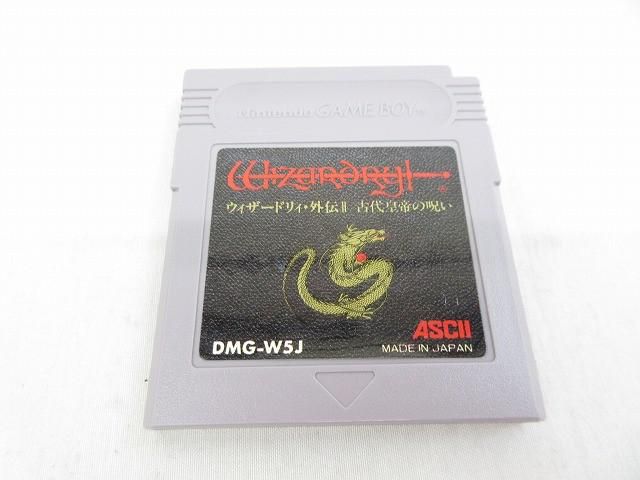 Nintendo GAME BOY™
Wizardry
ウィザードリィ・外伝II 古代皇帝の呪い
ASCII
DMG-W5J
MADE IN JAPAN